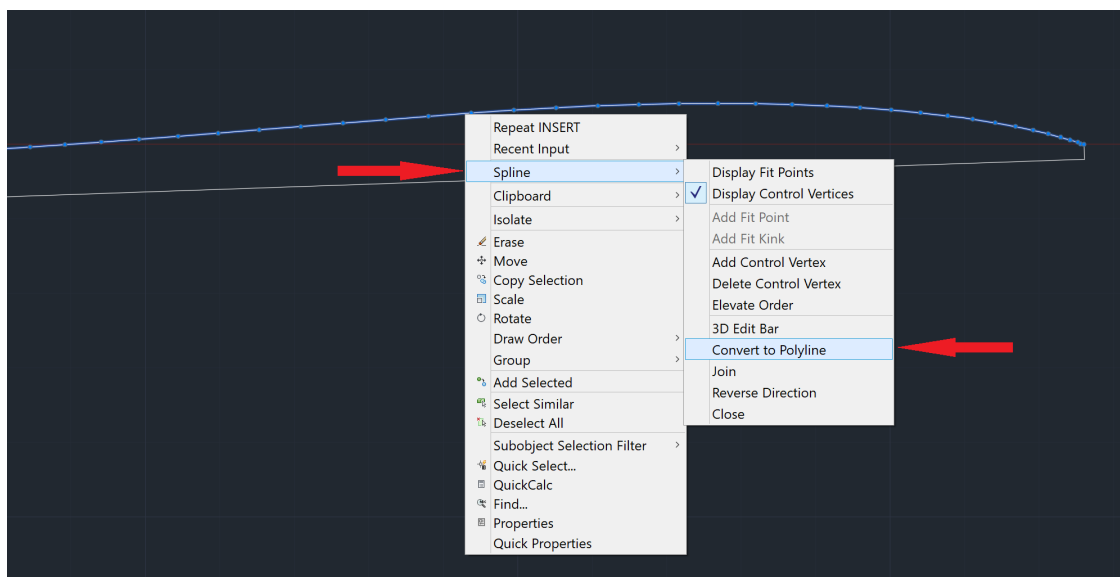 Repeat INSERT
Recent Input
Spline
Clipboard
Isolate
Erase
Move
Copy Selection
Scale
Rotate
Draw Order
Group
Add Selected
Select Similar
Deselect All
Subobject Selection Filter
Quick Select...
QuickCalc
Find...
Properties
Quick Properties
Display Fit Points
Display Control Vertices
Add Fit Point
Add Fit Kink
Add Control Vertex
Delete Control Vertex
Elevate Order
3D Edit Bar
Convert to Polyline
Join
Reverse Direction
Close